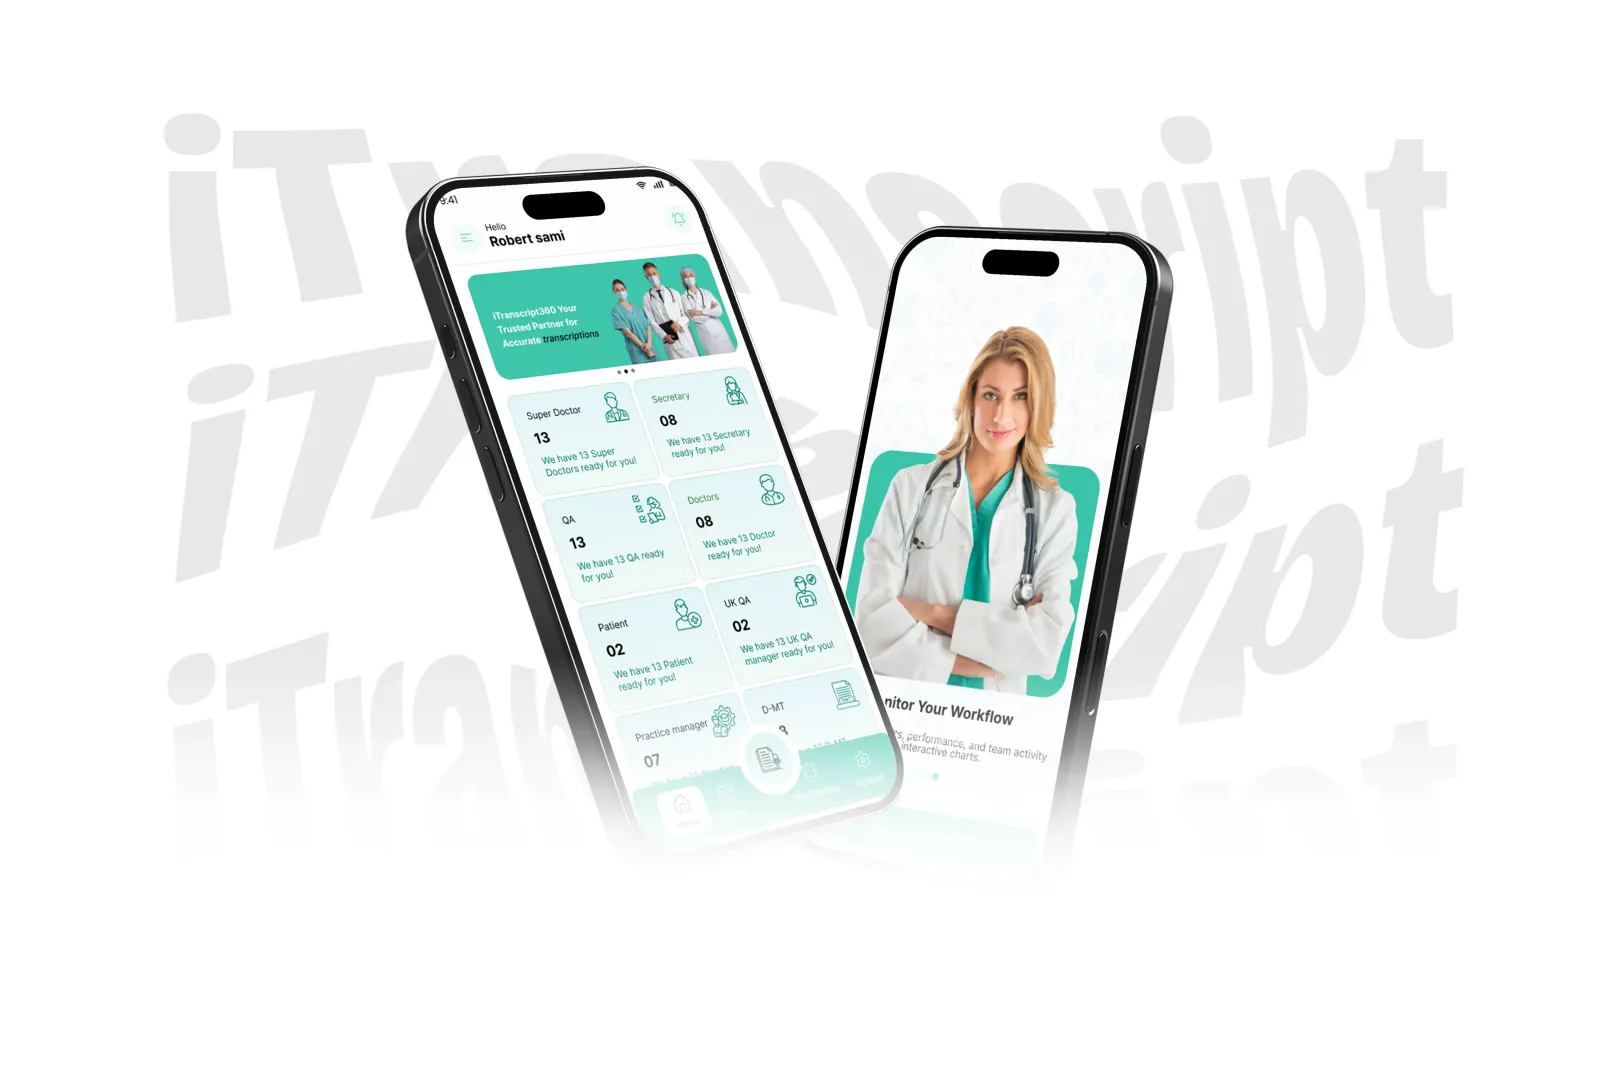 iTranscript
iTranscript
iTranscript
9:41
Hello
Robert sami
iTranscript360 Your
Trusted Partner for
Accurate transcriptions
Super Doctor
13
We have 13 Super
Doctors ready for you!
Secretary
08
We have 13 Secretary
ready for you!
QA
13
We have 13 QA ready
for you!
Doctors
08
We have 13 Doctor
ready for you!
Patient
02
We have 13 Patient
ready for you!
UK QA
02
We have 13 UK QA
manager ready for you!
Practice manager
07
D-MT
Home
nitor Your Workflow
s, performance, and team activity
interactive charts.